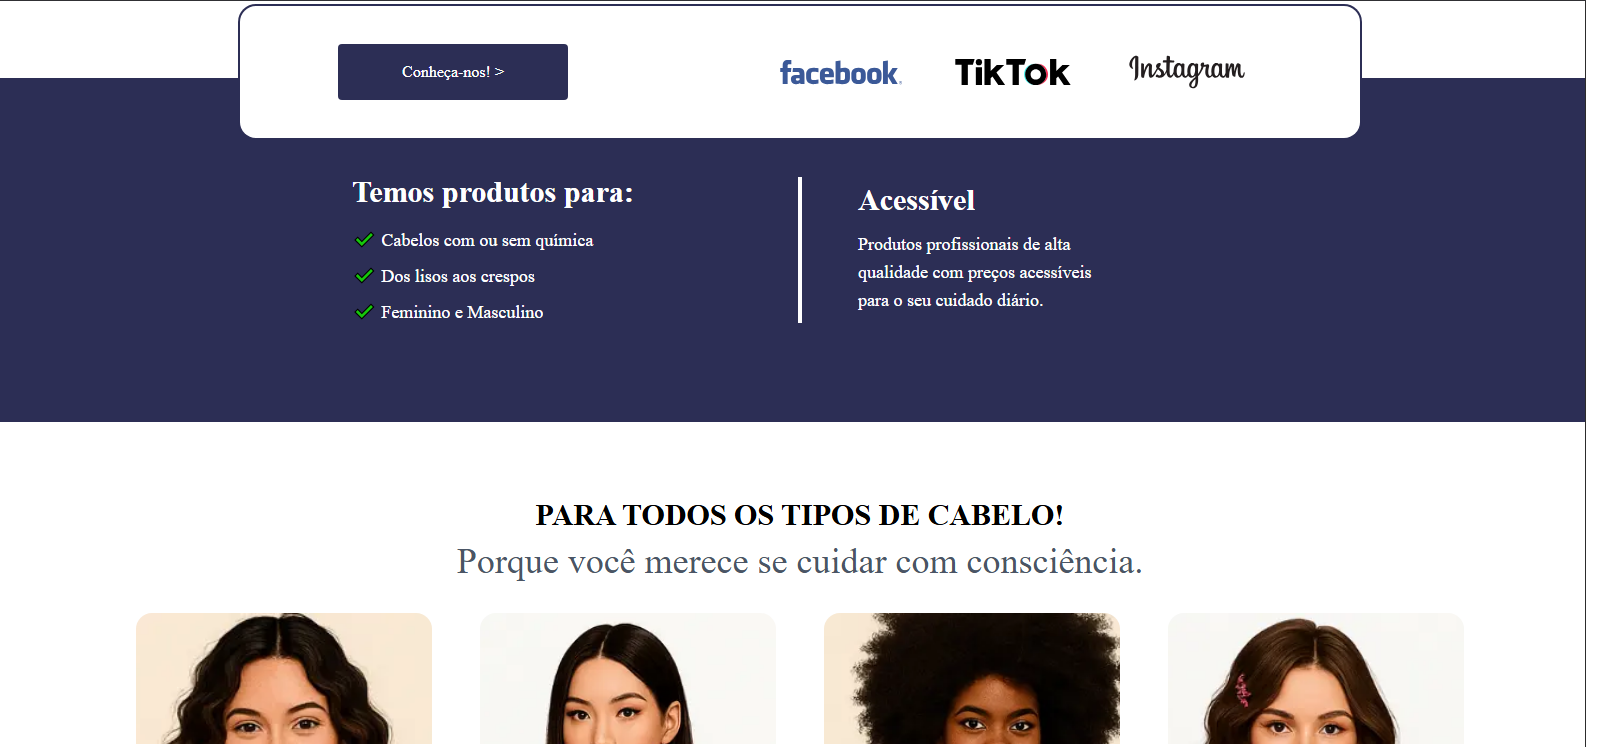 Conheça-nos! >
facebook.
TikTok
Instagram
Temos produtos para:
Cabelos com ou sem química
Dos lisos aos crespos
Feminino e Masculino
Acessível
Produtos profissionais de alta
qualidade com preços acessíveis
para o seu cuidado diário.
PARA TODOS OS TIPOS DE CABELO!
Porque você merece se cuidar com consciência.